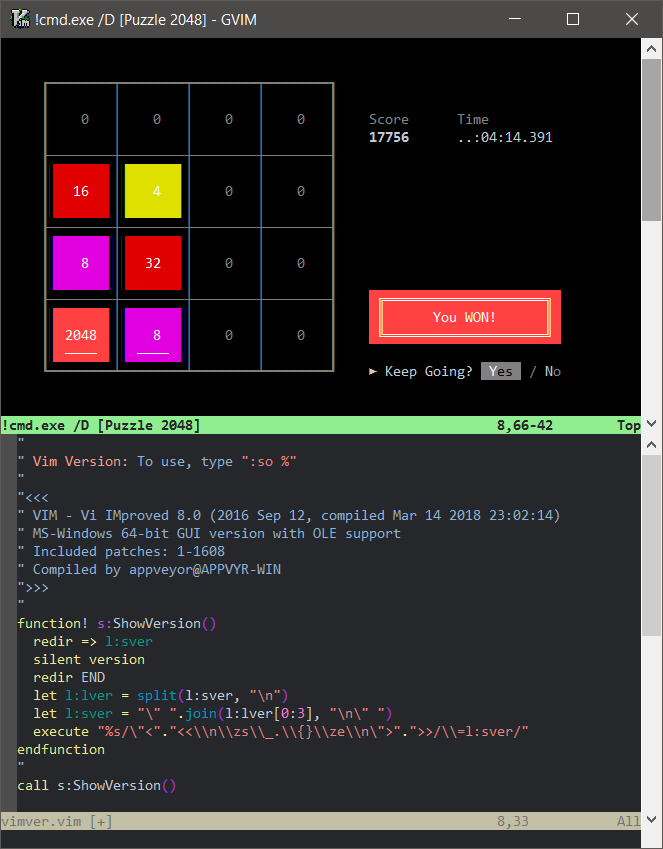 !cmd.exe /D [Puzzle 2048] - GVIM
0 0 0 0
Score Time
17756 ..:04:14.391
16 4 0 0
8 32 0 0
2048 8 0 0
You WON!
► Keep Going? Yes / No
!cmd.exe /D [Puzzle 2048] 8,66-42 Top
"
" Vim Version: To use, type ":so %"
"
"<<<
" VIM - Vi IMproved 8.0 (2016 Sep 12, compiled Mar 14 2018 23:02:14)
" MS-Windows 64-bit GUI version with OLE support
" Included patches: 1-1608
" Compiled by appveyor@APPVYR-WIN
">>>
"
function! s:ShowVersion()
  redir => l:sver
  silent version
  redir END
  let l:lver = split(l:sver, "\n")
  let l:sver = "\" ".join(l:lver[0:3], "\n\" ")
  execute "%s/\"<"."<<\\n\\zs\\_.\\{}\\ze\\n\">".">>/\\=l:sver/"
endfunction
"
call s:ShowVersion()
vimver.vim [+] 8,33 All